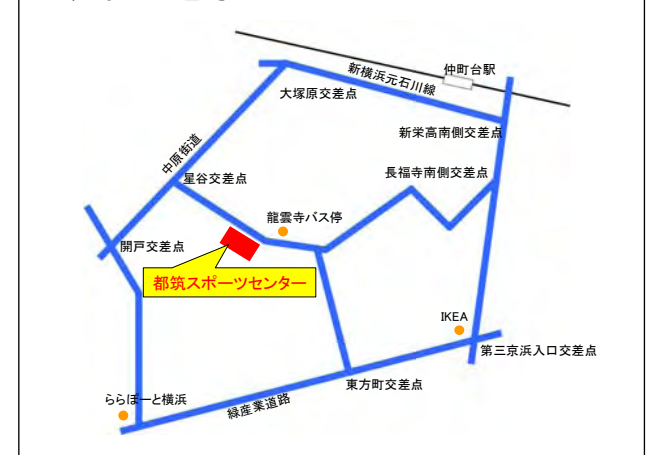 仲町台駅
新横浜元石川線
大塚原交差点
新栄高南側交差点
中原街道
長福寺南側交差点
星谷交差点
龍雲寺バス停
開戸交差点
都筑スポーツセンター
IKEA
第三京浜入口交差点
東方町交差点
ららぽーと横浜
緑産業道路